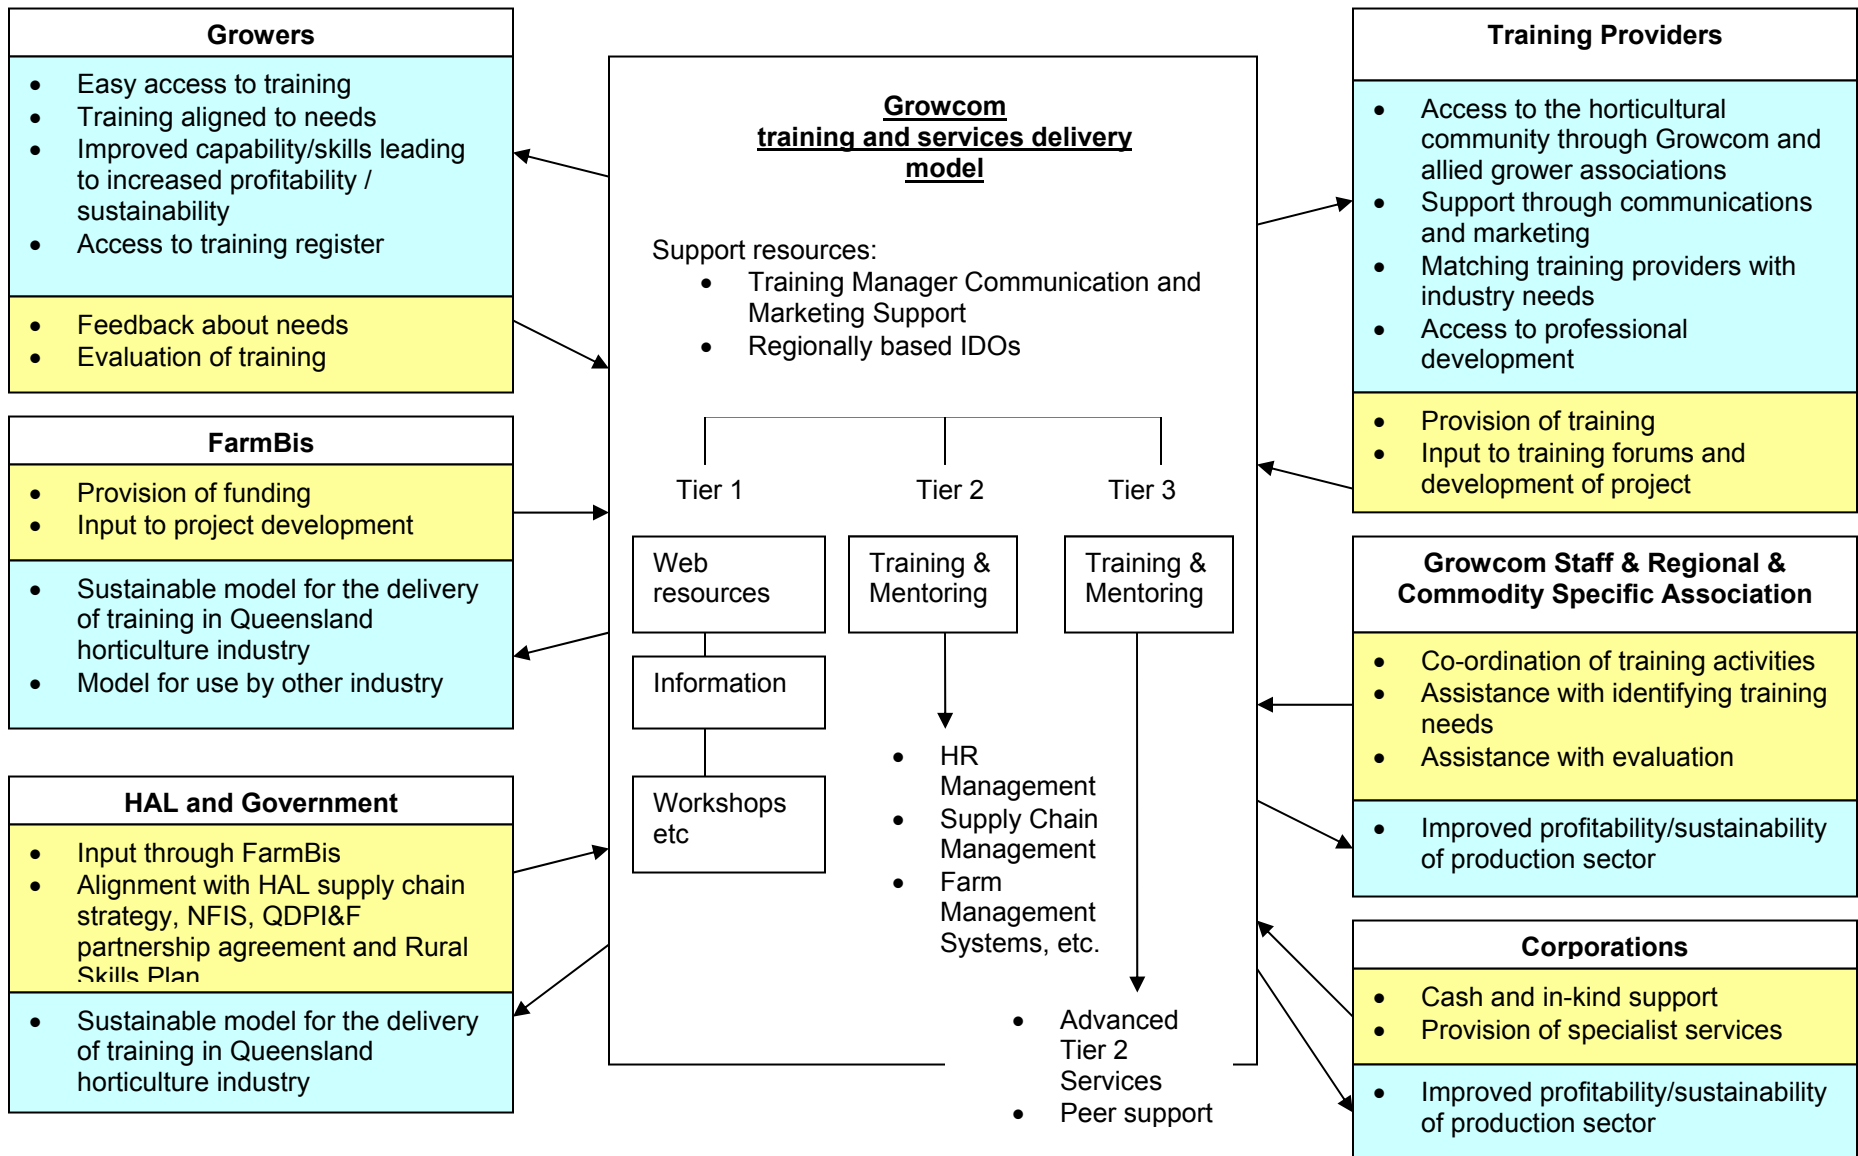 Growers
• Easy access to training
• Training aligned to needs
• Improved capability/skills leading
to increased profitability /
sustainability
• Access to training register
• Feedback about needs
• Evaluation of training
FarmBis
• Provision of funding
• Input to project development
• Sustainable model for the delivery
of training in Queensland
horticulture industry
• Model for use by other industry
HAL and Government
• Input through FarmBis
• Alignment with HAL supply chain
strategy, NFIS, QDPI&F
partnership agreement and Rural
Skills Plan
• Sustainable model for the delivery
of training in Queensland
horticulture industry
Growcom
training and services delivery
model
Support resources:
• Training Manager Communication and
Marketing Support
• Regionally based IDOs
Tier 1
Web
resources
Information
Workshops
etc
Tier 2
Training &
Mentoring
• HR
Management
• Supply Chain
Management
• Farm
Management
Systems, etc.
Tier 3
Training &
Mentoring
• Advanced
Tier 2
Services
• Peer support
Training Providers
• Access to the horticultural
community through Growcom and
allied grower associations
• Support through communications
and marketing
• Matching training providers with
industry needs
• Access to professional
development
• Provision of training
• Input to training forums and
development of project
Growcom Staff & Regional &
Commodity Specific Association
• Co-ordination of training activities
• Assistance with identifying training
needs
• Assistance with evaluation
• Improved profitability/sustainability
of production sector
Corporations
• Cash and in-kind support
• Provision of specialist services
• Improved profitability/sustainability
of production sector